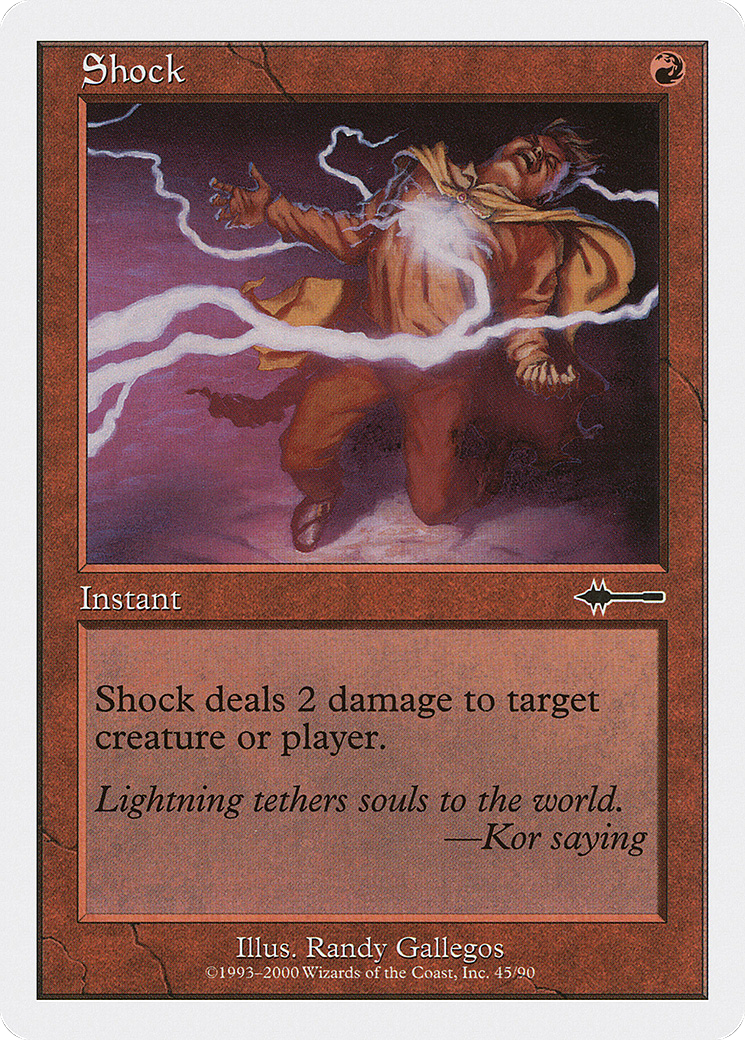 Shock
Instant
Shock deals 2 damage to target
creature or player.
Lightning tethers souls to the world.
—Kor saying
Illus. Randy Gallegos
©1993–2000 Wizards of the Coast, Inc. 45/90